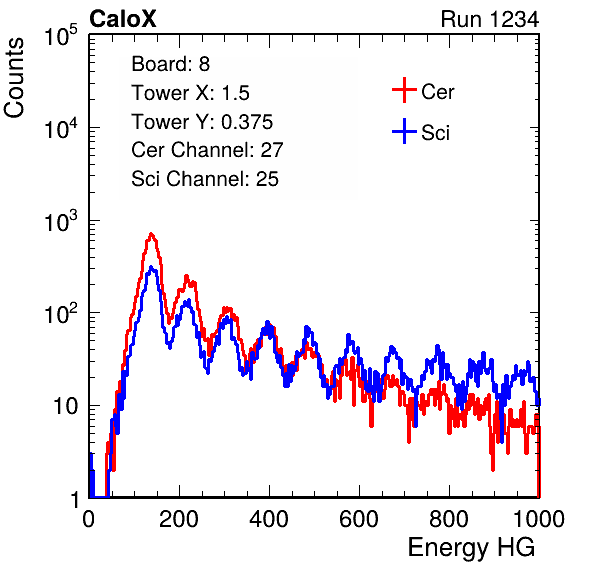 CaloX Run 1234
Counts
10^5
10^4
10^3
10^2
10
1
Board: 8
Tower X: 1.5
Tower Y: 0.375
Cer Channel: 27
Sci Channel: 25
Cer
Sci
0 200 400 600 800 1000
Energy HG